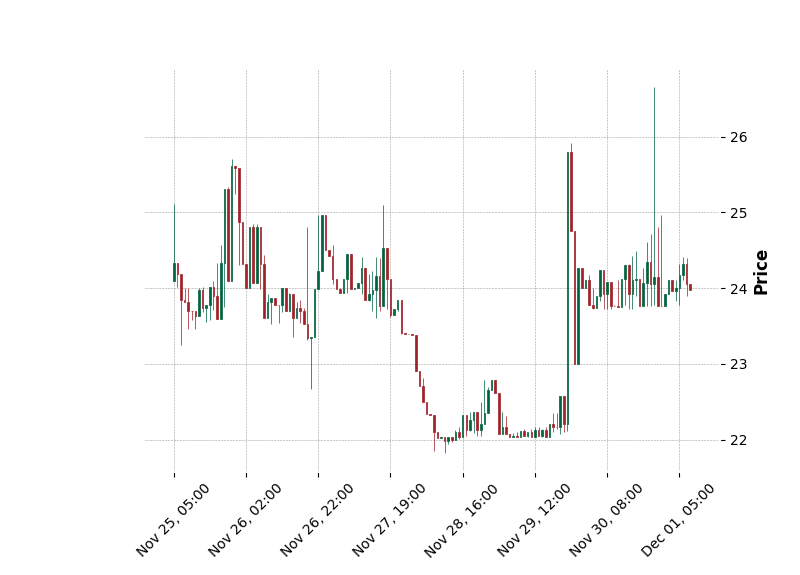 26
25
24
23
22
Price
Nov 25, 05:00
Nov 26, 02:00
Nov 26, 22:00
Nov 27, 19:00
Nov 28, 16:00
Nov 29, 12:00
Nov 30, 08:00
Dec 01, 05:00